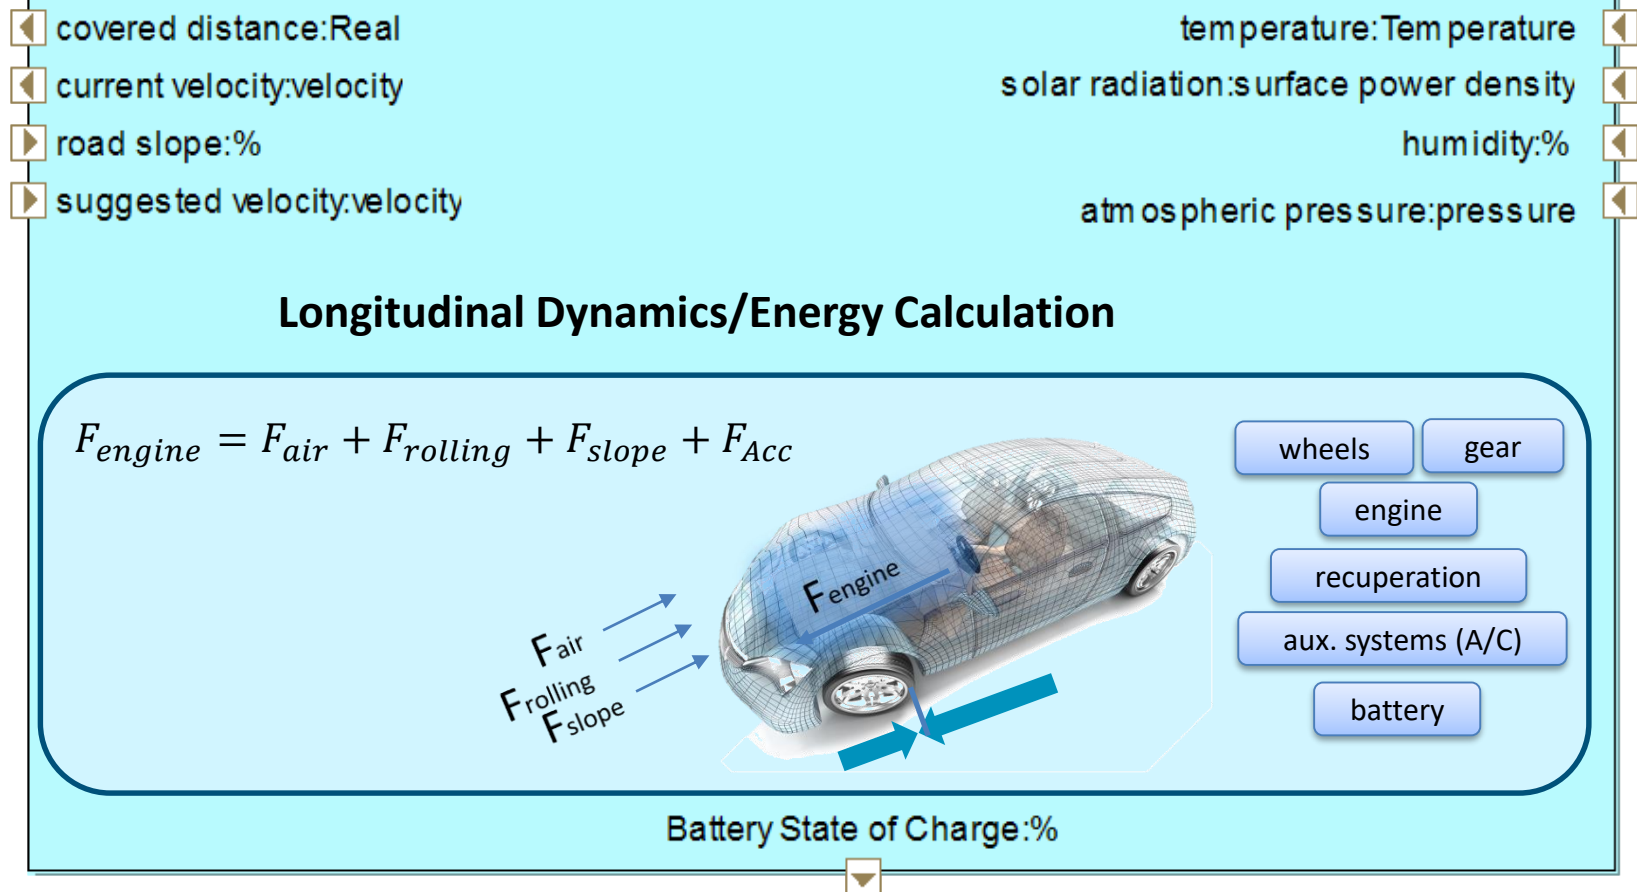 covered distance:Real
temperature:Temperature
current velocity:velocity
solar radiation:surface power density
road slope:%
humidity:%
suggested velocity:velocity
atmospheric pressure:pressure
Longitudinal Dynamics/Energy Calculation
F_engine = F_air + F_rolling + F_slope + F_Acc
wheels
gear
engine
recuperation
aux. systems (A/C)
battery
F_engine
F_air
F_rolling
F_slope
Battery State of Charge:%